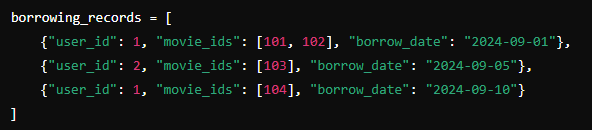 borrowing_records = [
    {"user_id": 1, "movie_ids": [101, 102], "borrow_date": "2024-09-01"},
    {"user_id": 2, "movie_ids": [103], "borrow_date": "2024-09-05"},
    {"user_id": 1, "movie_ids": [104], "borrow_date": "2024-09-10"}
]